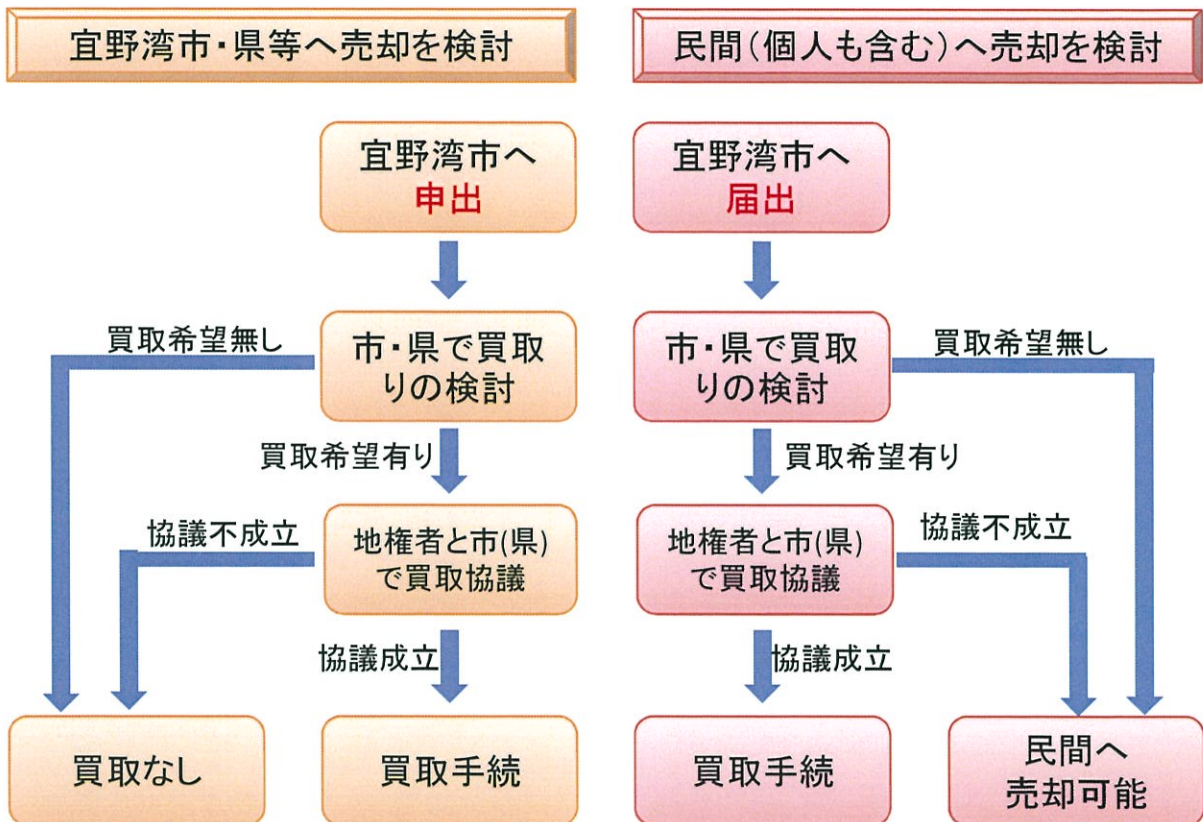 宜野湾市・県等へ売却を検討
宜野湾市へ
申出
買取希望無し
市・県で買取
りの検討
買取希望有り
協議不成立
地権者と市(県)
で買取協議
協議成立
買取なし
買取手続
民間(個人も含む)へ売却を検討
宜野湾市へ
届出
市・県で買取
りの検討
買取希望無し
買取希望有り
地権者と市(県)
で買取協議
協議不成立
協議成立
買取手続
民間へ
売却可能